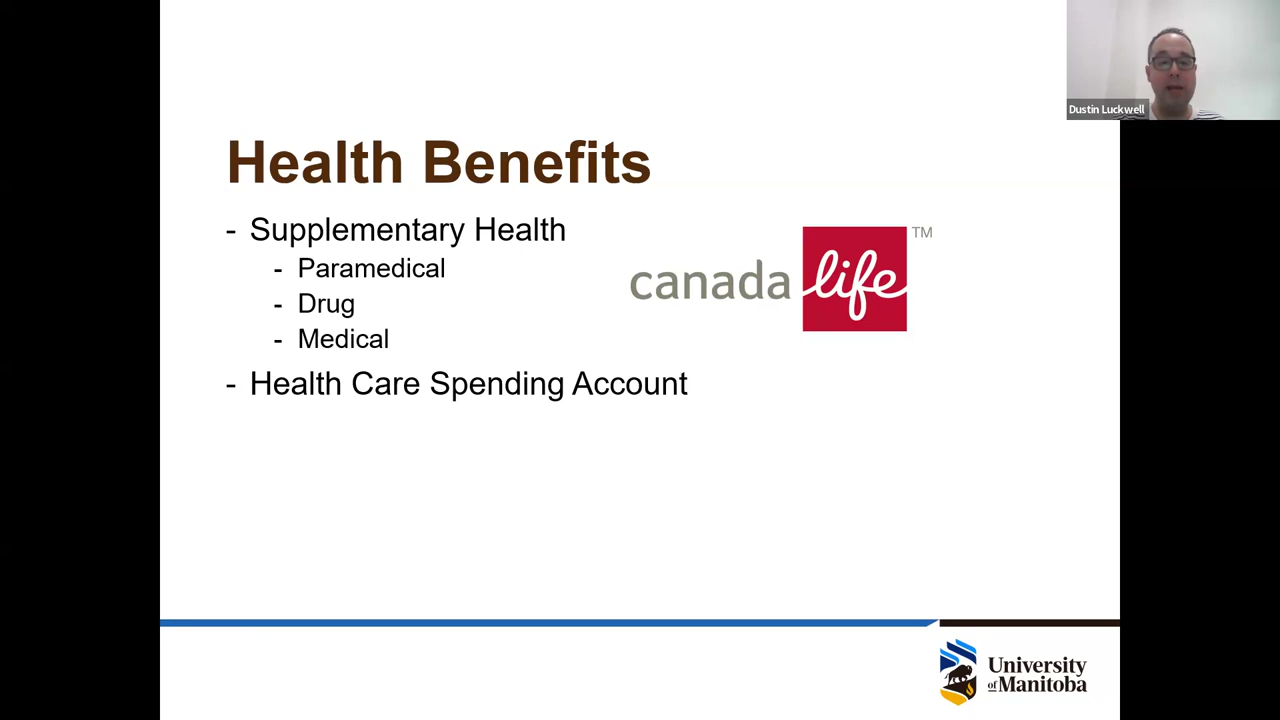 Dustin Luckwell
Health Benefits
- Supplementary Health
- Paramedical
- Drug
- Medical
- Health Care Spending Account
canada life TM
University
of Manitoba